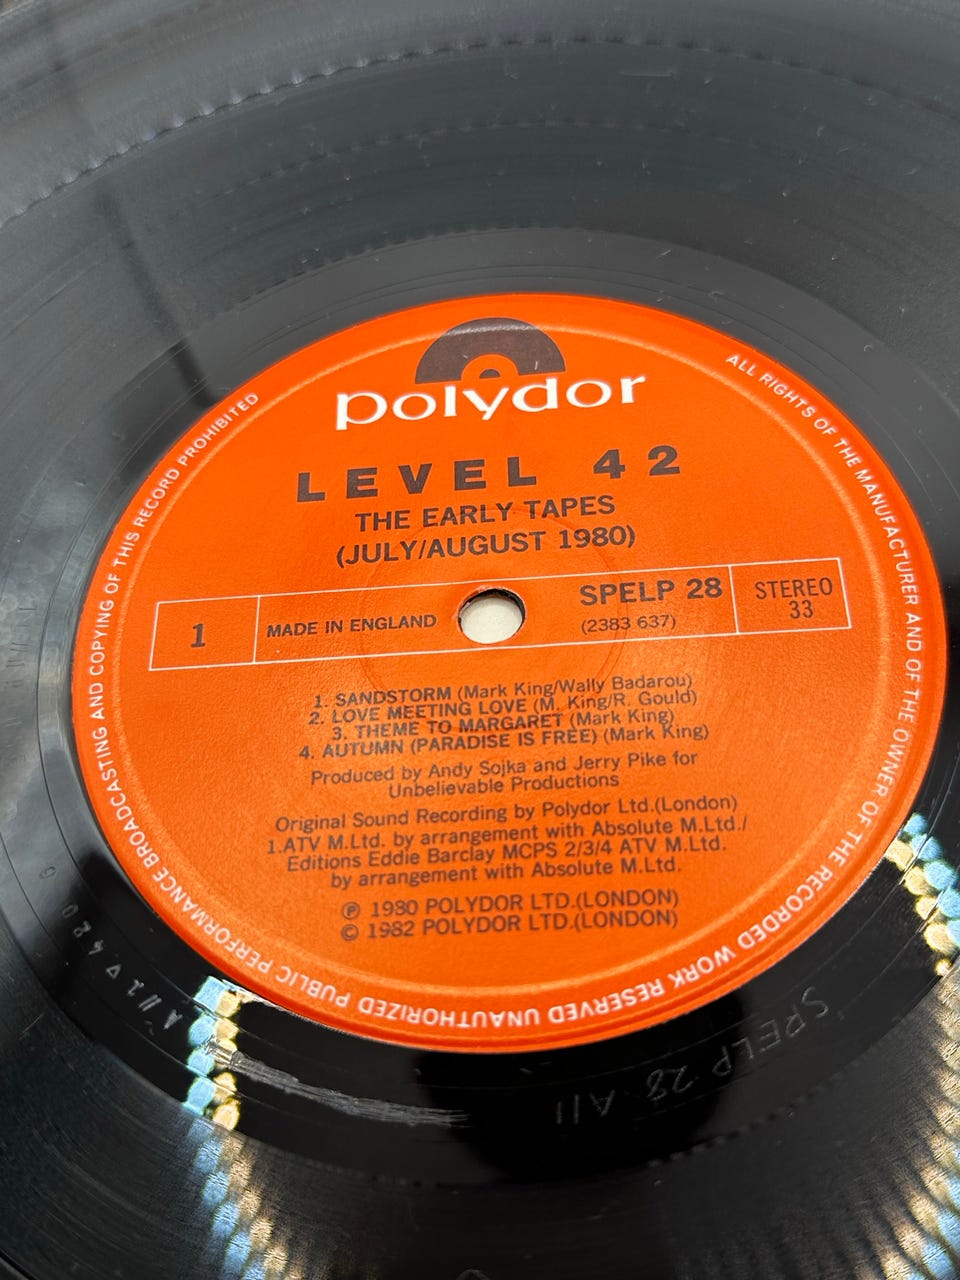 polydor
LEVEL 42
THE EARLY TAPES
(JULY/AUGUST 1980)
1
MADE IN ENGLAND
SPELP 28
(2383 637)
STEREO
33
1. SANDSTORM (Mark King/Wally Badarou)
2. LOVE MEETING LOVE (M. King/R. Gould)
3. THEME TO MARGARET (Mark King)
4. AUTUMN (PARADISE IS FREE) (Mark King)
Produced by Andy Sojka and Jerry Pike for
Unbelievable Productions
Original Sound Recording by Polydor Ltd.(London)
1.ATV M.Ltd. by arrangement with Absolute M.Ltd./
Editions Eddie Barclay MCPS 2/3/4 ATV M.Ltd.
by arrangement with Absolute M.Ltd.
℗ 1980 POLYDOR LTD.(LONDON)
© 1982 POLYDOR LTD.(LONDON)
ALL RIGHTS OF THE MANUFACTURER AND OF THE OWNER OF THE RECORDED WORK RESERVED UNAUTHORIZED PUBLIC PERFORMANCE BROADCASTING AND COPYING OF THIS RECORD PROHIBITED
SPELP 28 A//1